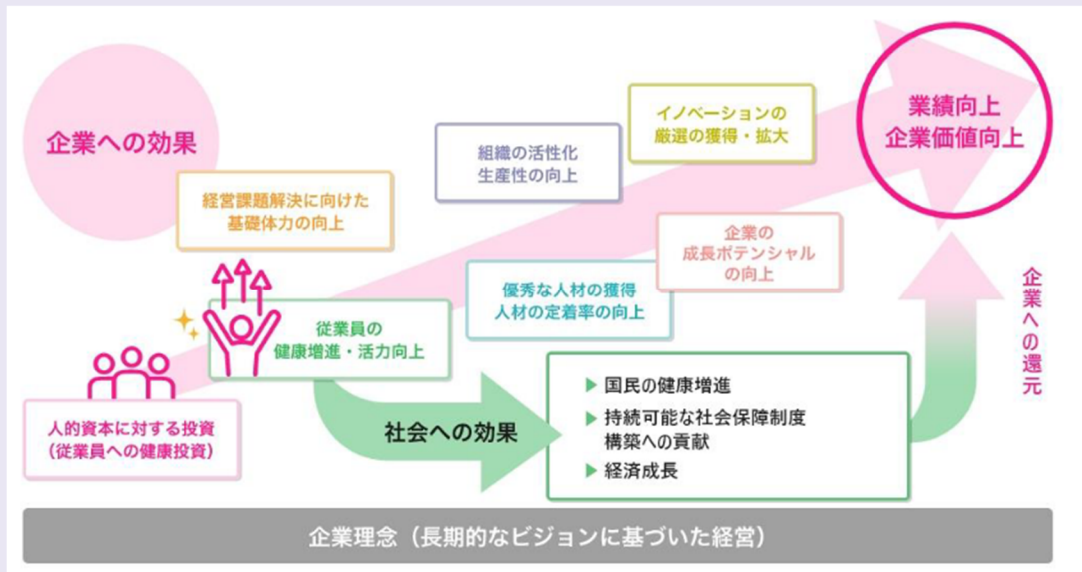 企業への効果
業績向上
企業価値向上
イノベーションの
厳選の獲得・拡大
組織の活性化
生産性の向上
経営課題解決に向けた
基礎体力の向上
企業の
成長ポテンシャル
の向上
優秀な人材の獲得
人材の定着率の向上
従業員の
健康増進・活力向上
人的資本に対する投資
(従業員への健康投資)
社会への効果
▶ 国民の健康増進
▶ 持続可能な社会保障制度
構築への貢献
▶ 経済成長
企業への還元
企業理念(長期的なビジョンに基づいた経営)